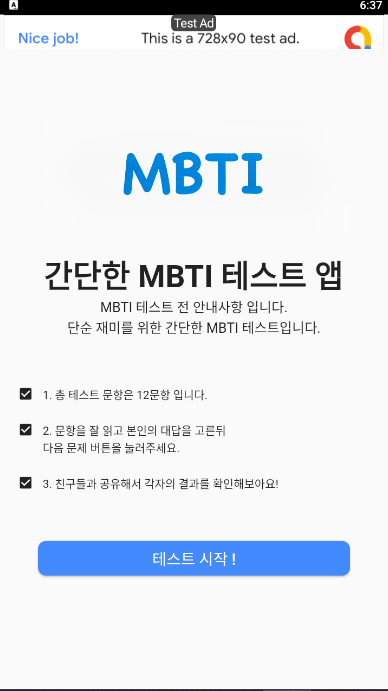 6:37
Test Ad
Nice job!
This is a 728x90 test ad.
MBTI
간단한 MBTI 테스트 앱
MBTI 테스트 전 안내사항 입니다.
단순 재미를 위한 간단한 MBTI 테스트입니다.
1. 총 테스트 문항은 12문항 입니다.
2. 문항을 잘 읽고 본인의 대답을 고른뒤
다음 문제 버튼을 눌러주세요.
3. 친구들과 공유해서 각자의 결과를 확인해보아요!
테스트 시작 !